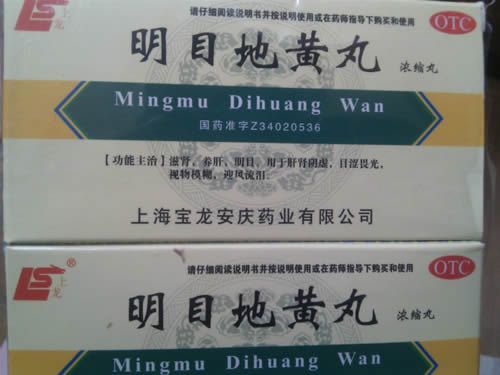 请仔细阅读说明书并按说明使用或在药师指导下购买和使用
OTC
上龙
明目地黄丸
浓缩丸
Mingmu Dihuang Wan
国药准字Z34020536
【功能主治】滋肾，养肝，明目。用于肝肾阴虚，目涩畏光，
视物模糊，迎风流泪。
上海宝龙安庆药业有限公司
请仔细阅读说明书并按说明使用或在药师指导下购买和使用
OTC
®
上龙
明目地黄丸
浓缩丸
Mingmu Dihuang Wan